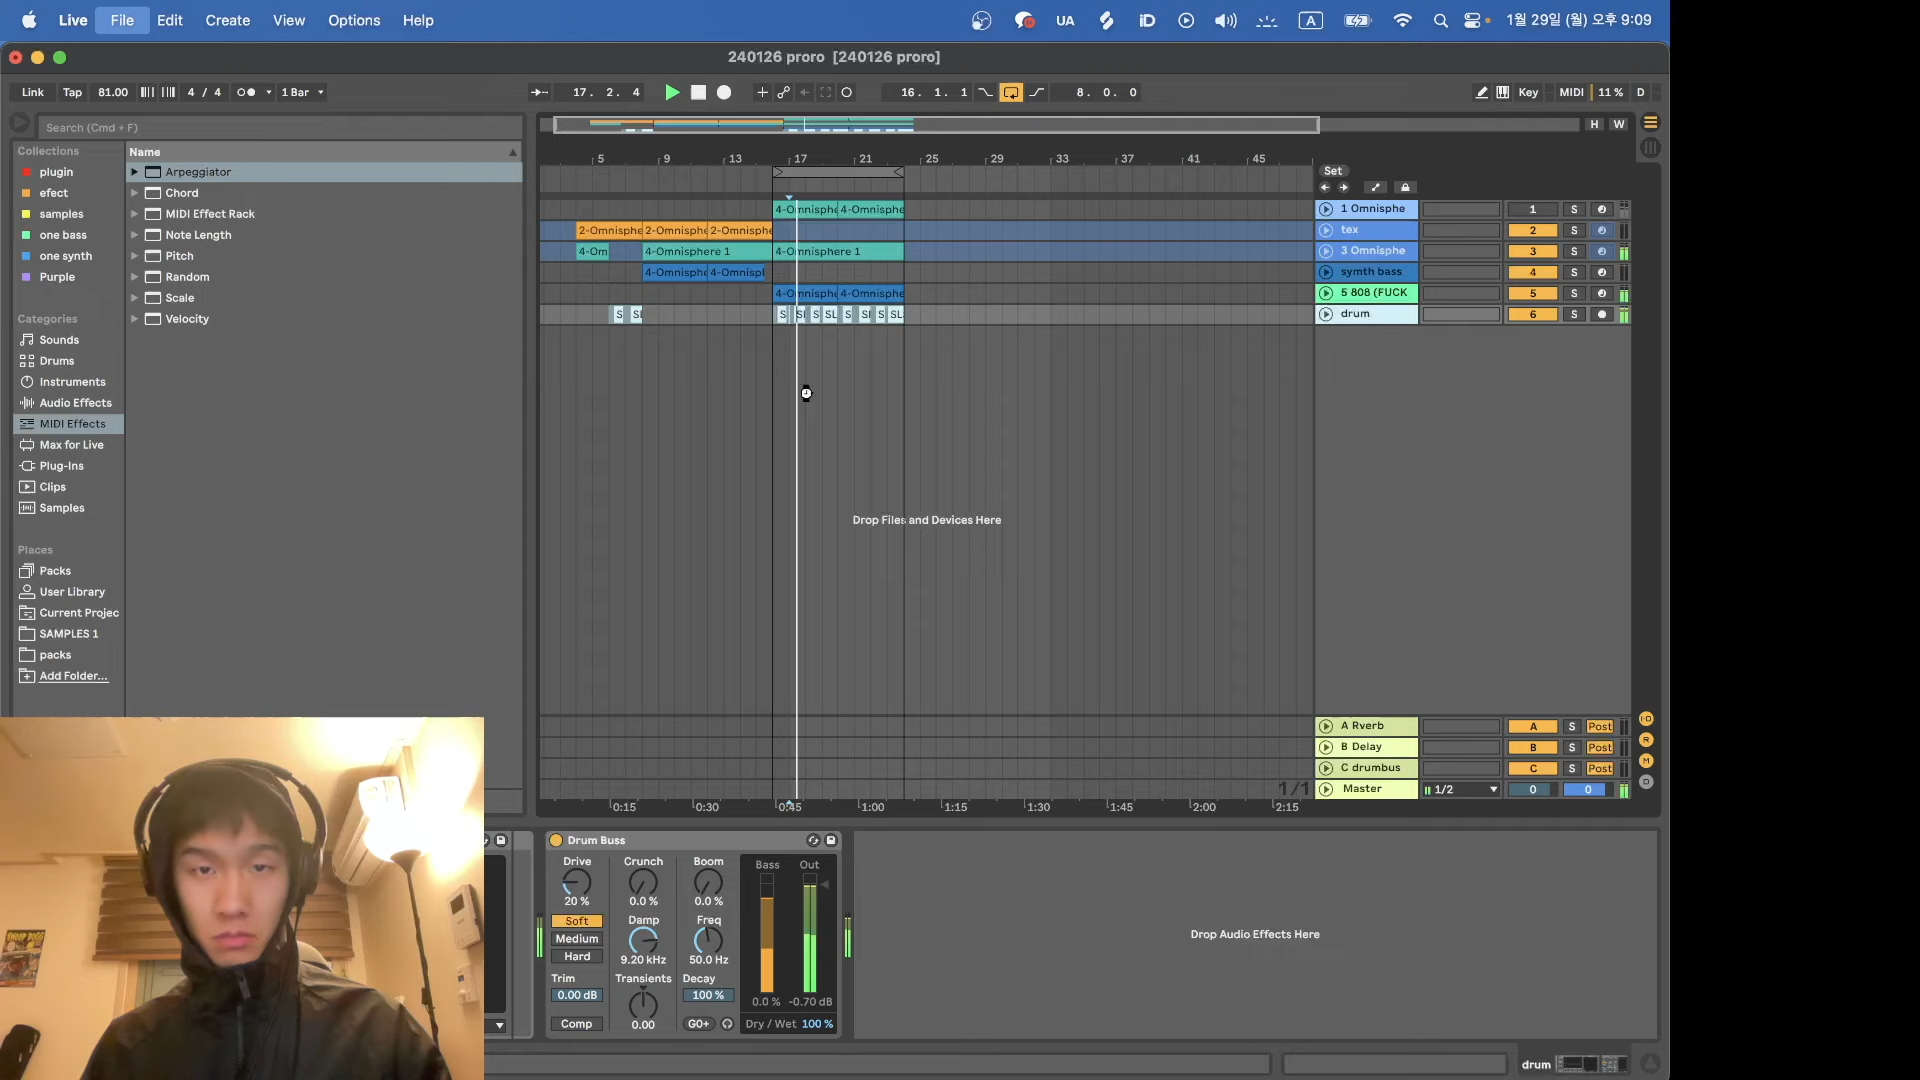 Live File Edit Create View Options Help UA iD A 1월 29일 (월) 오후 9:09
240126 proro [240126 proro]
Link Tap 81.00 4 / 4 1 Bar 17. 2. 4 16. 1. 1 8. 0. 0 Key MIDI 11 % D
Search (Cmd + F)
H W
Collections
plugin
efect
samples
one bass
one synth
Purple
Categories
Sounds
Drums
Instruments
Audio Effects
MIDI Effects
Max for Live
Plug-Ins
Clips
Samples
Places
Packs
User Library
Current Projec
SAMPLES 1
packs
Add Folder...
Name
Arpeggiator
Chord
MIDI Effect Rack
Note Length
Pitch
Random
Scale
Velocity
5 9 13 17 21 25 29 33 37 41 45
Set
4-Omnisphe 4-Omnisphe
2-Omnisphe 2-Omnisphe 2-Omnisphe
4-Om 4-Omnisphere 1 4-Omnisphere 1
4-Omnisphe 4-Omnispl
4-Omnisphe 4-Omnisphe
S Sl S Sl S SL S Sl S SL
1 Omnisphe 1 S
tex 2 S
3 Omnisphe 3 S
symth bass 4 S
5 808 (FUCK 5 S
drum 6 S
Drop Files and Devices Here
A Rverb A S Post
B Delay B S Post
C drumbus C S Post
Master 1/2 0 0
1/1
0:15 0:30 0:45 1:00 1:15 1:30 1:45 2:00 2:15
I·O
R
M
D
Drum Buss
Drive Crunch Boom Bass Out
20 % 0.0 % 0.0 %
Soft Damp Freq
Medium
Hard 9.20 kHz 50.0 Hz
Trim Transients Decay
0.00 dB 100 % 0.0 % -0.70 dB
Comp 0.00 Dry / Wet 100 %
Drop Audio Effects Here
SNOOP DOGG
drum